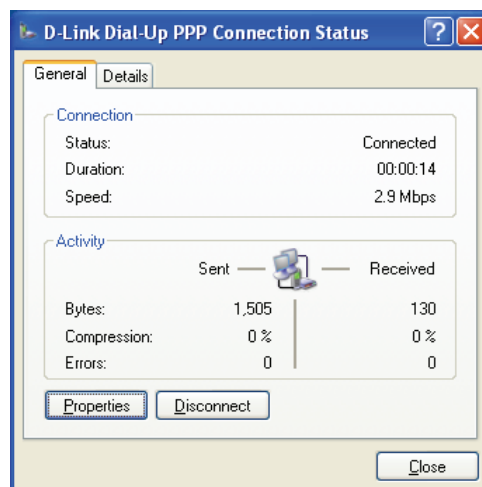 D-Link Dial-Up PPP Connection Status
General Details
Connection
Status: Connected
Duration: 00:00:14
Speed: 2.9 Mbps
Activity
Sent Received
Bytes: 1,505 130
Compression: 0 % 0 %
Errors: 0 0
Properties Disconnect
Close